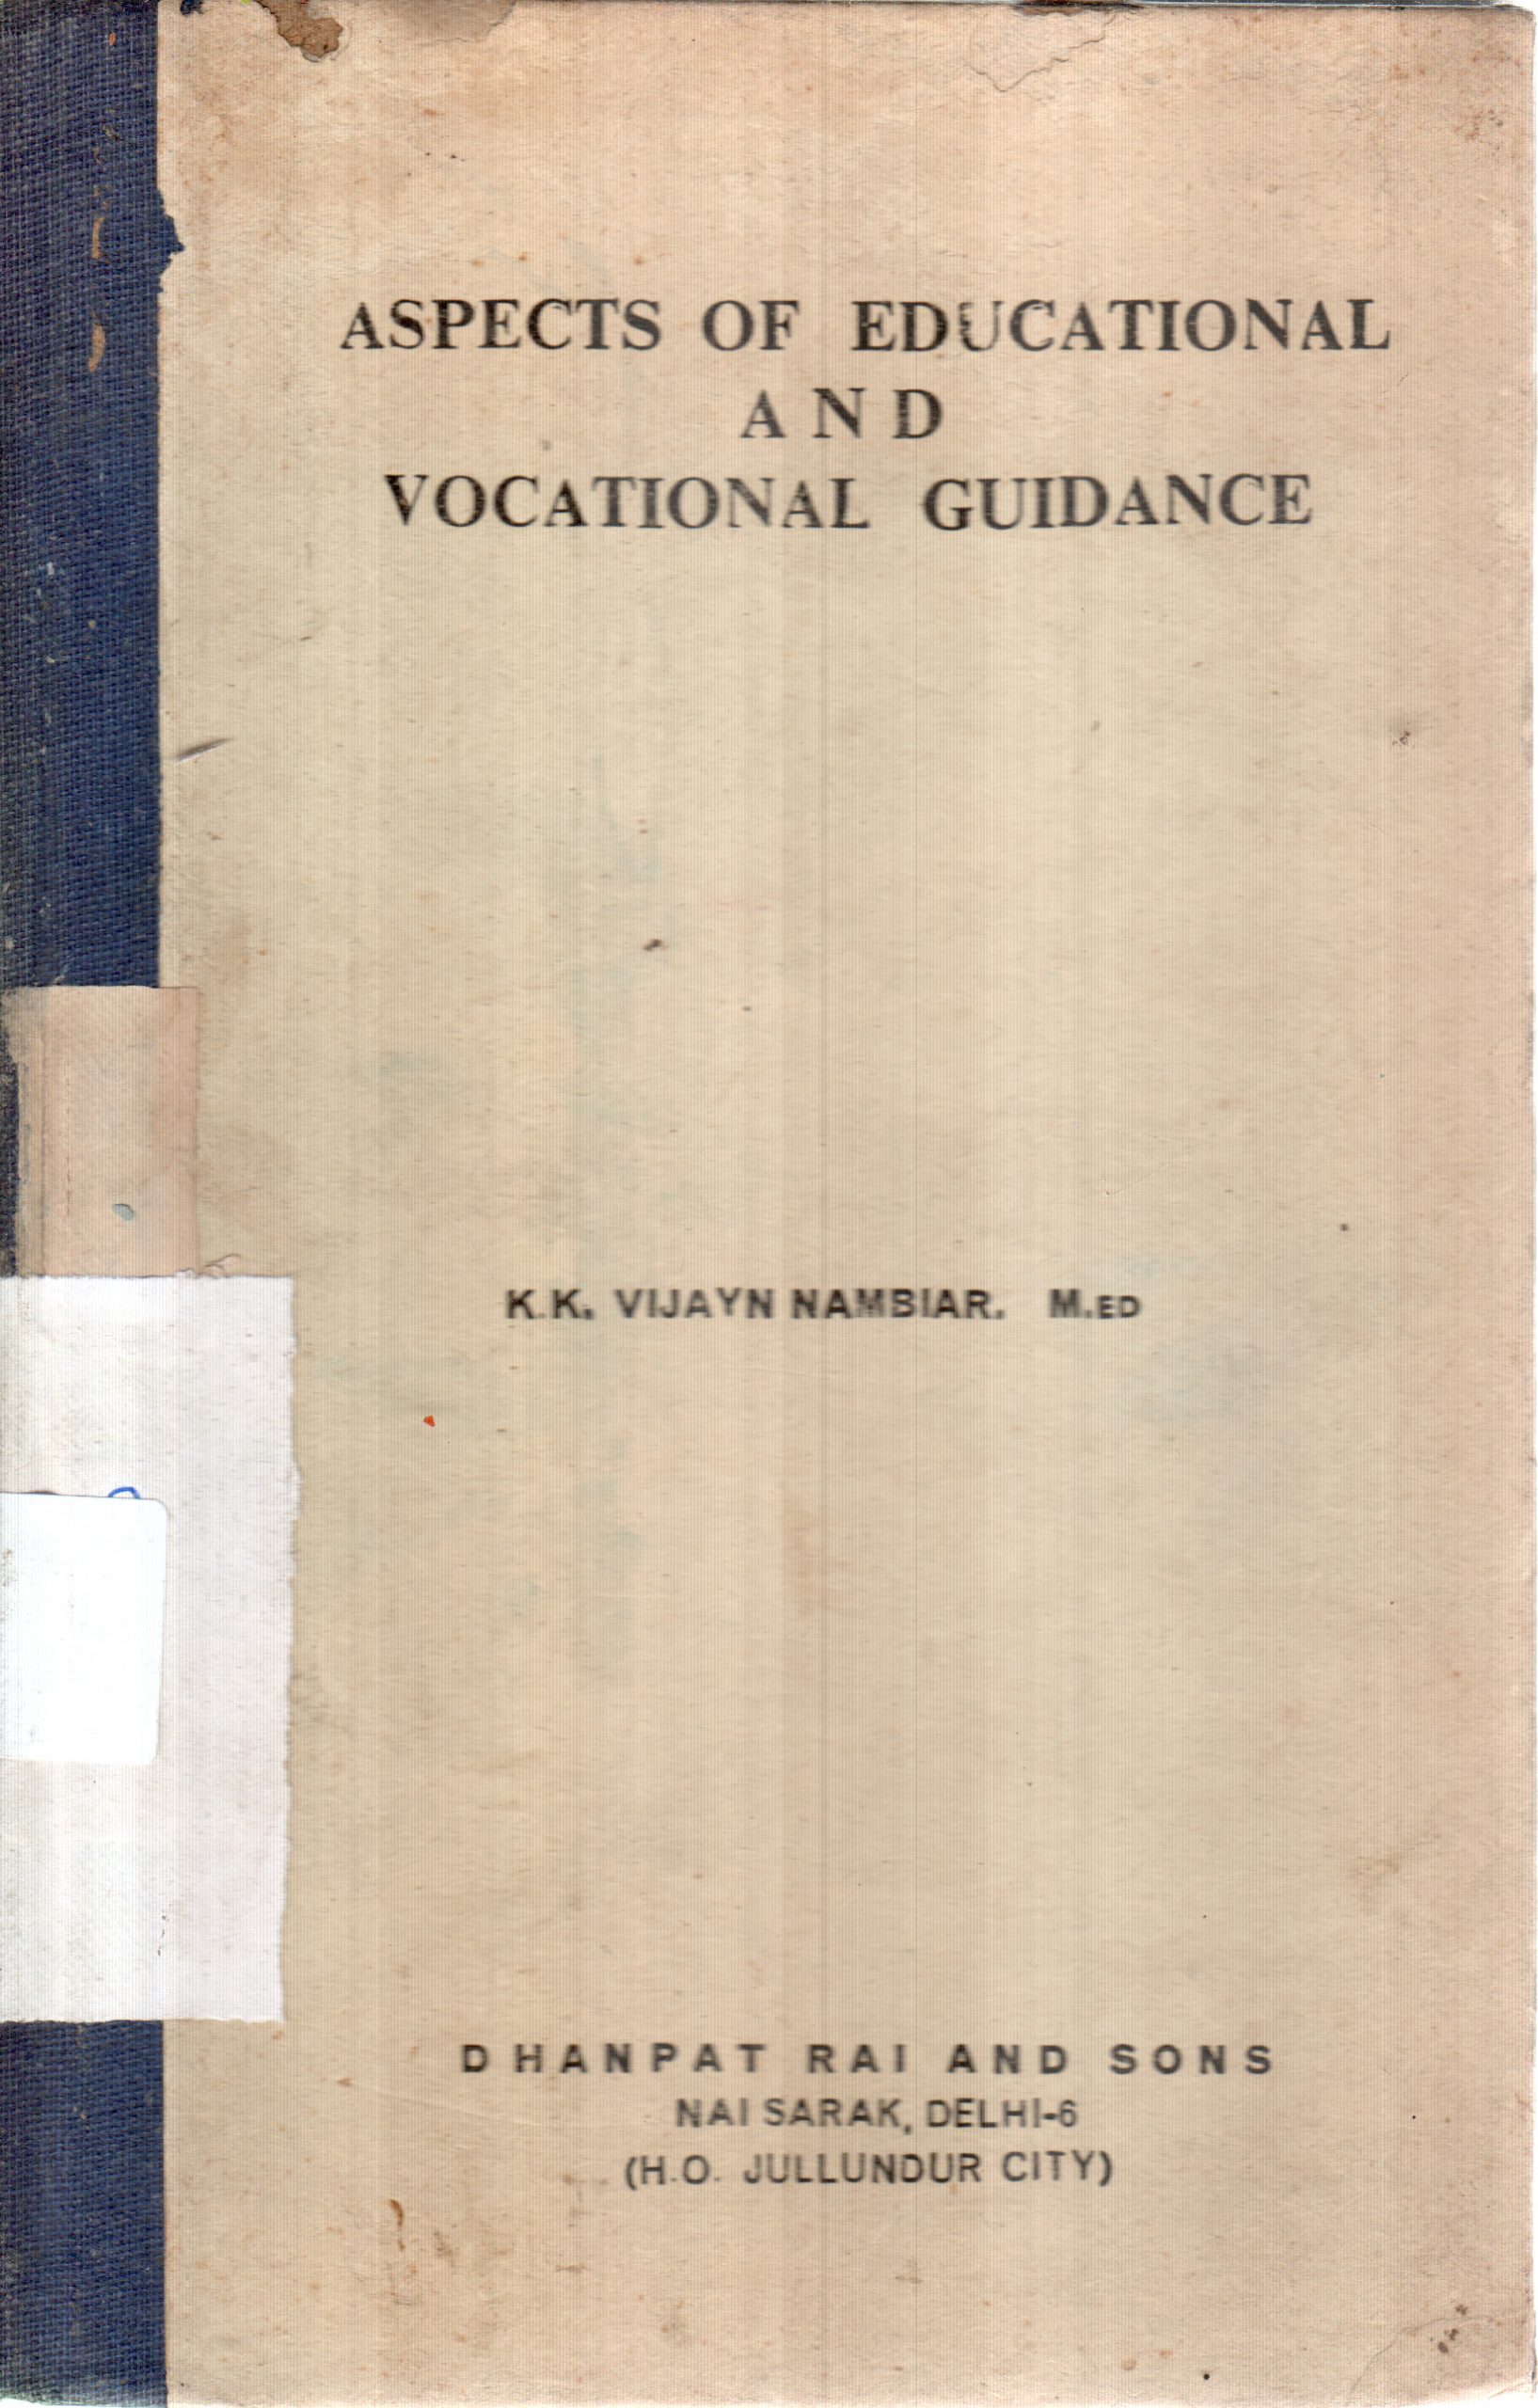 ASPECTS OF EDUCATIONAL
AND
VOCATIONAL GUIDANCE
K.K. VIJAYN NAMBIAR. M.ED
DHANPAT RAI AND SONS
NAI SARAK, DELHI-6
(H.O. JULLUNDUR CITY)